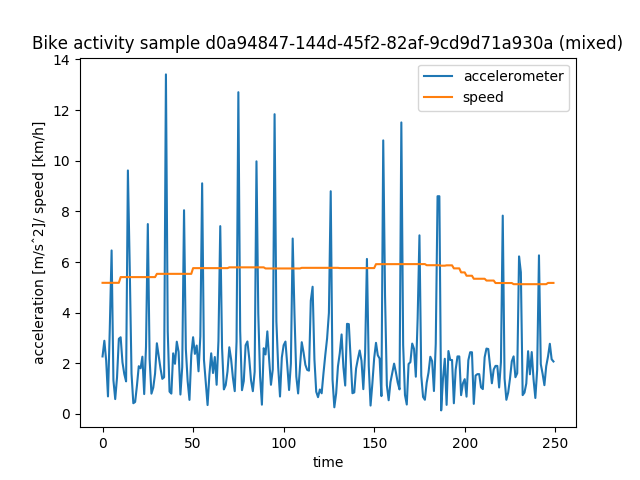 Bike activity sample d0a94847-144d-45f2-82af-9cd9d71a930a (mixed)
accelerometer
speed
acceleration [m/s^2]/ speed [km/h]
14
12
10
8
6
4
2
0
0 50 100 150 200 250
time